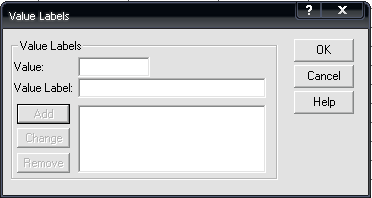 Value Labels
Value Labels
OK
Value:
Cancel
Value Label:
Help
Add
Change
Remove